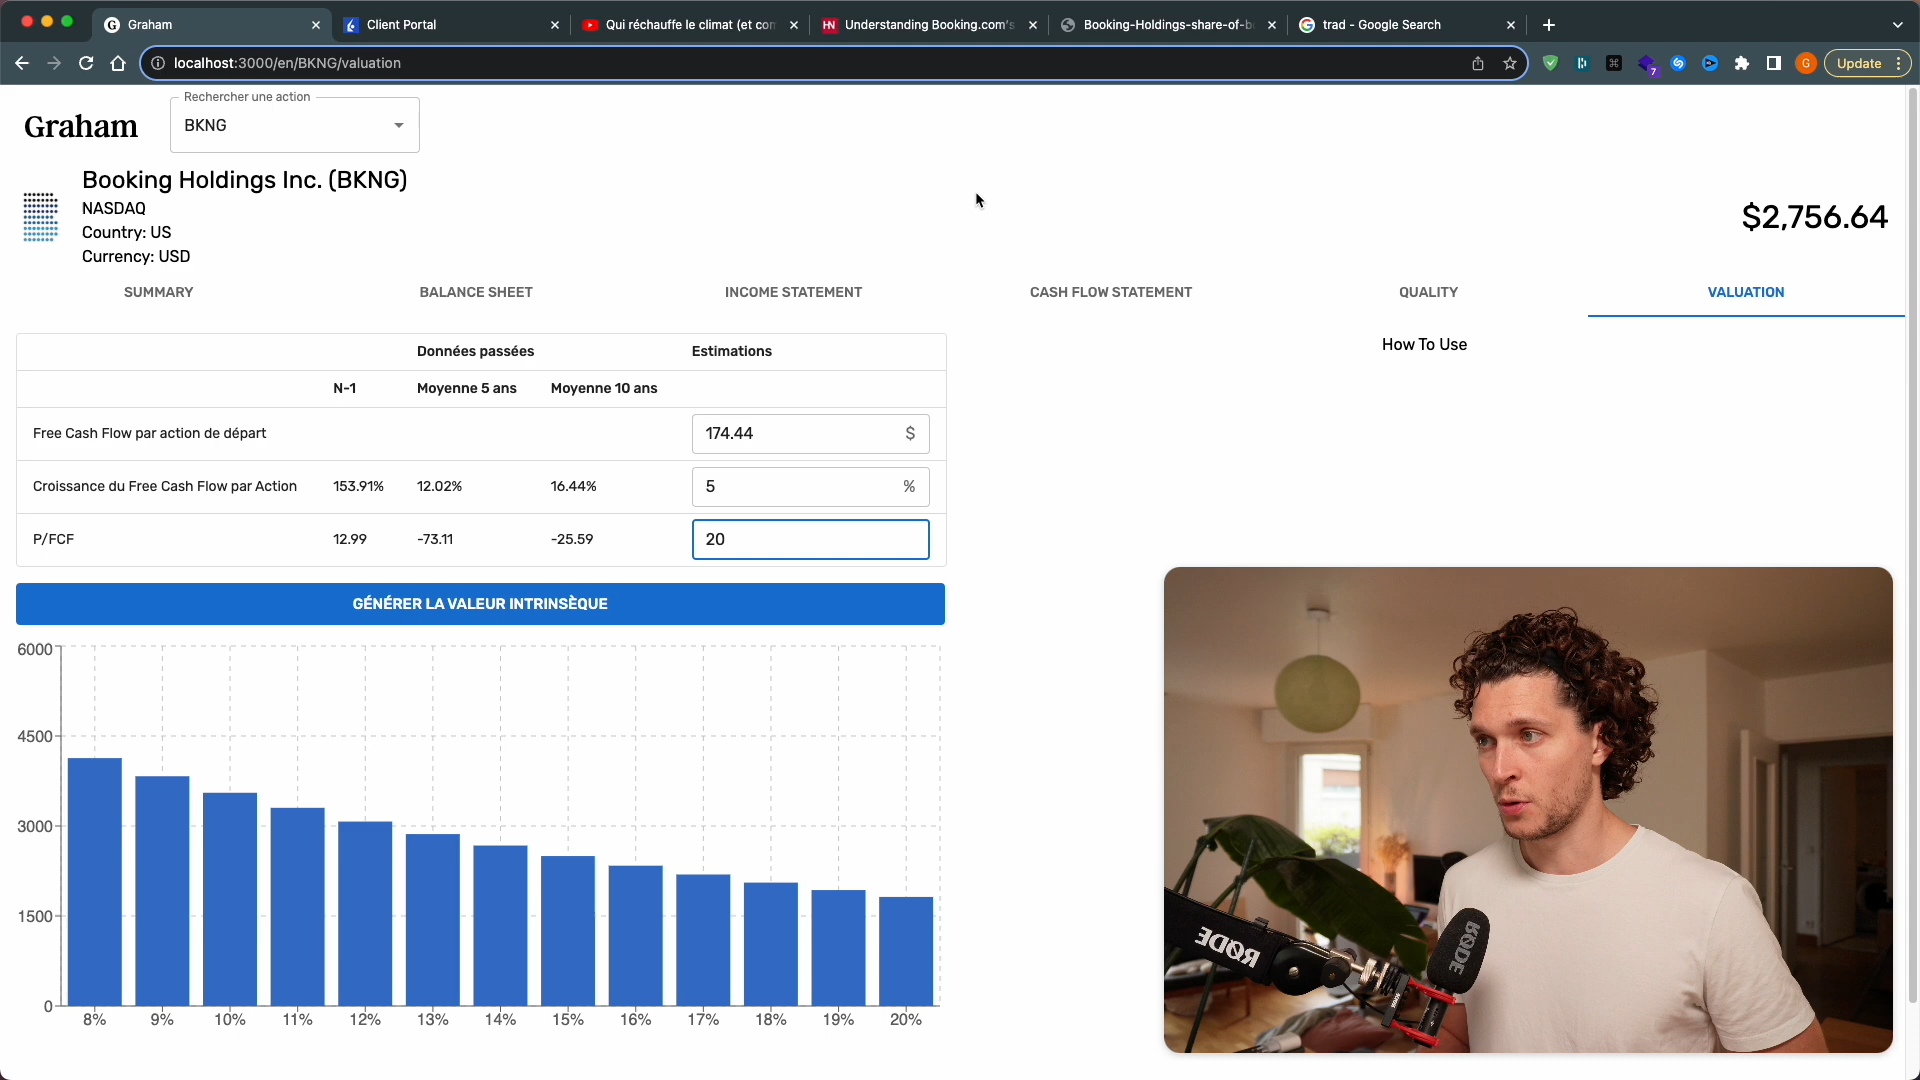 Graham
Client Portal
Qui réchauffe le climat (et con
Understanding Booking.com's
Booking-Holdings-share-of-b
trad - Google Search
localhost:3000/en/BKNG/valuation
7
G
Update
Graham
Rechercher une action
BKNG
Booking Holdings Inc. (BKNG)
NASDAQ
Country: US
Currency: USD
$2,756.64
SUMMARY
BALANCE SHEET
INCOME STATEMENT
CASH FLOW STATEMENT
QUALITY
VALUATION
Données passées
Estimations
N-1
Moyenne 5 ans
Moyenne 10 ans
Free Cash Flow par action de départ
174.44 $
Croissance du Free Cash Flow par Action
153.91%
12.02%
16.44%
5 %
P/FCF
12.99
-73.11
-25.59
20
GÉNÉRER LA VALEUR INTRINSÈQUE
How To Use
6000
4500
3000
1500
0
8%
9%
10%
11%
12%
13%
14%
15%
16%
17%
18%
19%
20%
RØDE
RØDE